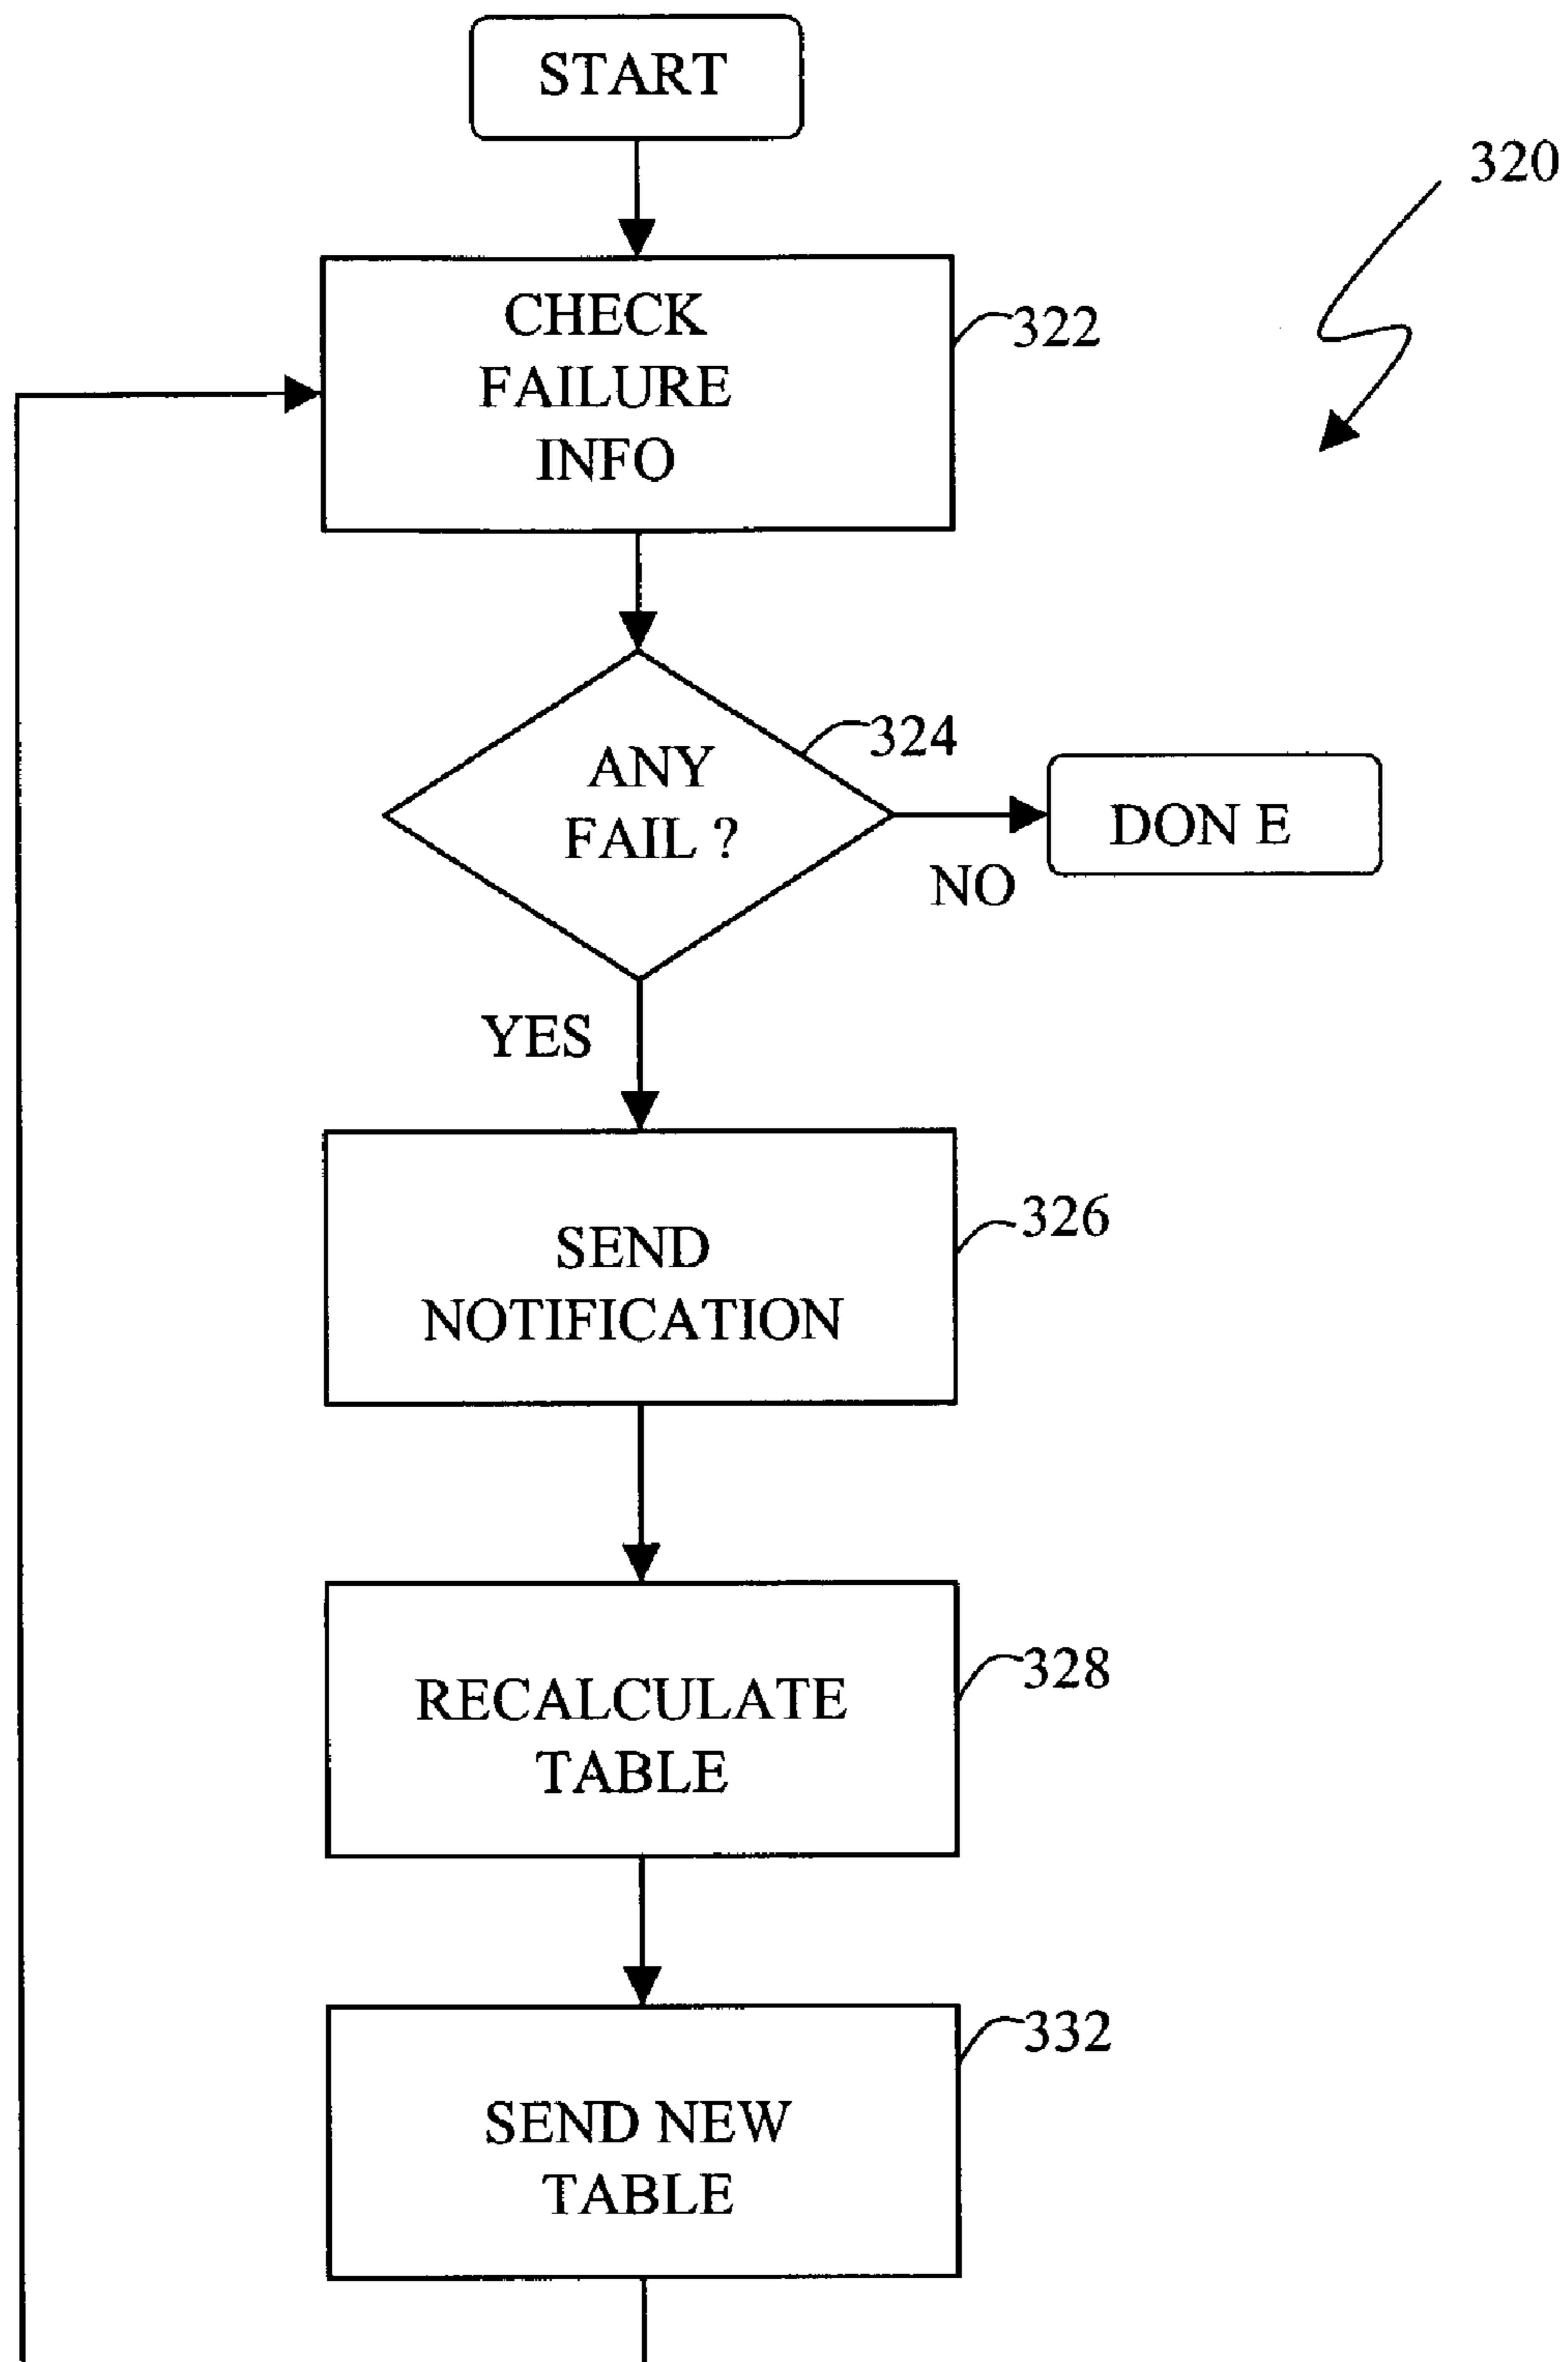 START
320
CHECK
FAILURE
INFO
322
ANY
FAIL ?
324
DON E
NO
YES
SEND
NOTIFICATION
326
RECALCULATE
TABLE
328
SEND NEW
TABLE
332